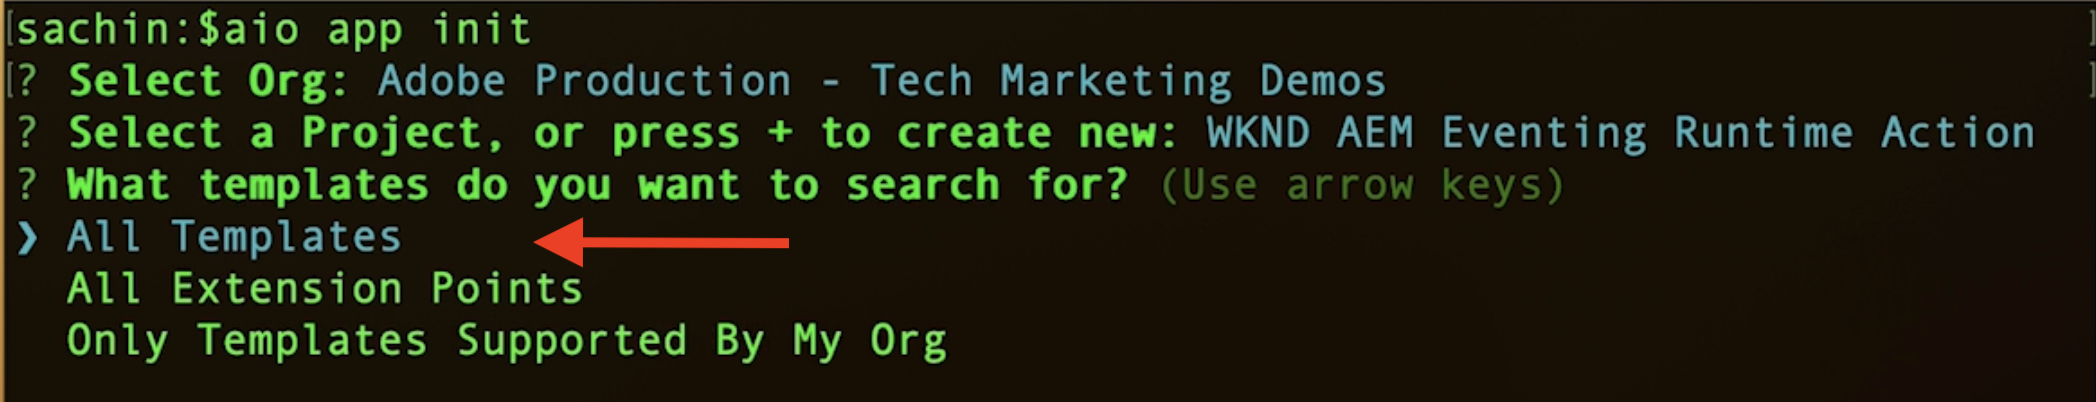 [sachin:$aio app init ]
[? Select Org: Adobe Production - Tech Marketing Demos ]
? Select a Project, or press + to create new: WKND AEM Eventing Runtime Action
? What templates do you want to search for? (Use arrow keys)
❯ All Templates
All Extension Points
Only Templates Supported By My Org